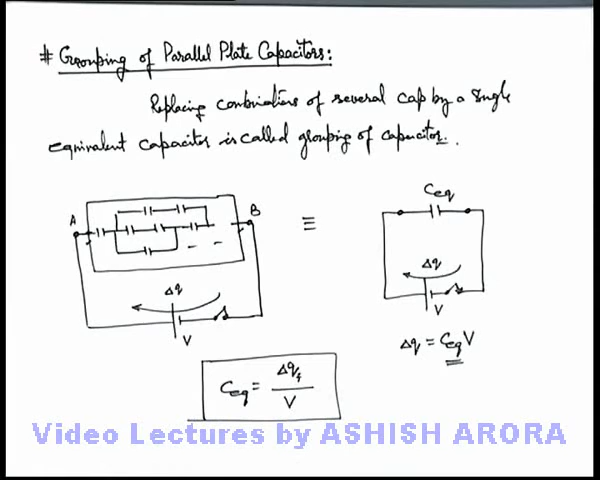 # Grouping of Parallel Plate Capacitors:
Replacing combinations of several cap by a single
equivalent capacitor is called grouping of capacitor.
Ceq
A B ≡
Δq Δq
V V
Δq = CeqV
Ceq = Δqf / V
Video Lectures by ASHISH ARORA